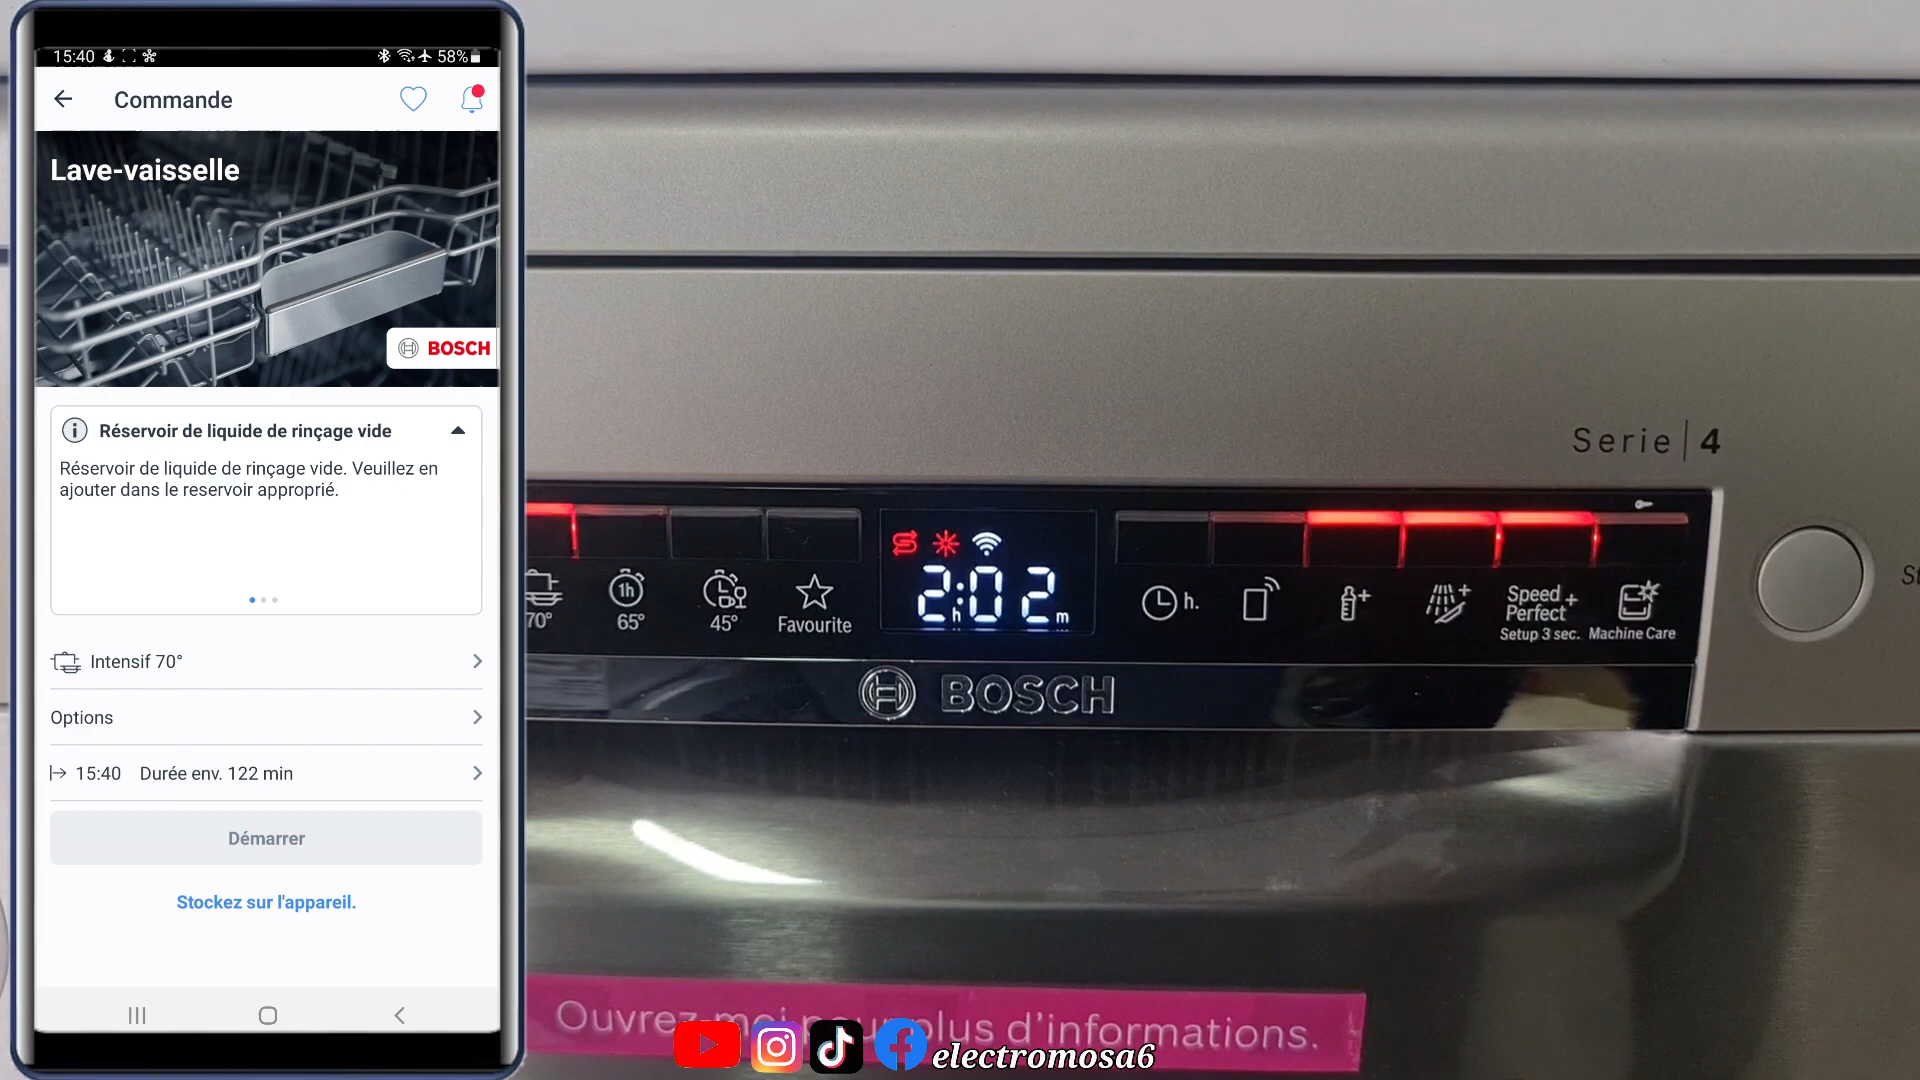 15:40
58%
Commande
Lave-vaisselle
BOSCH
Réservoir de liquide de rinçage vide
Réservoir de liquide de rinçage vide. Veuillez en
ajouter dans le reservoir approprié.
Intensif 70°
Options
15:40 Durée env. 122 min
Démarrer
Stockez sur l'appareil.
Serie | 4
2:02
h m
1h
h.
70° 65° 45° Favourite
Speed +
Perfect
Setup 3 sec. Machine Care
BOSCH
St
Ouvrez-moi pour plus d'informations.
electromosa6